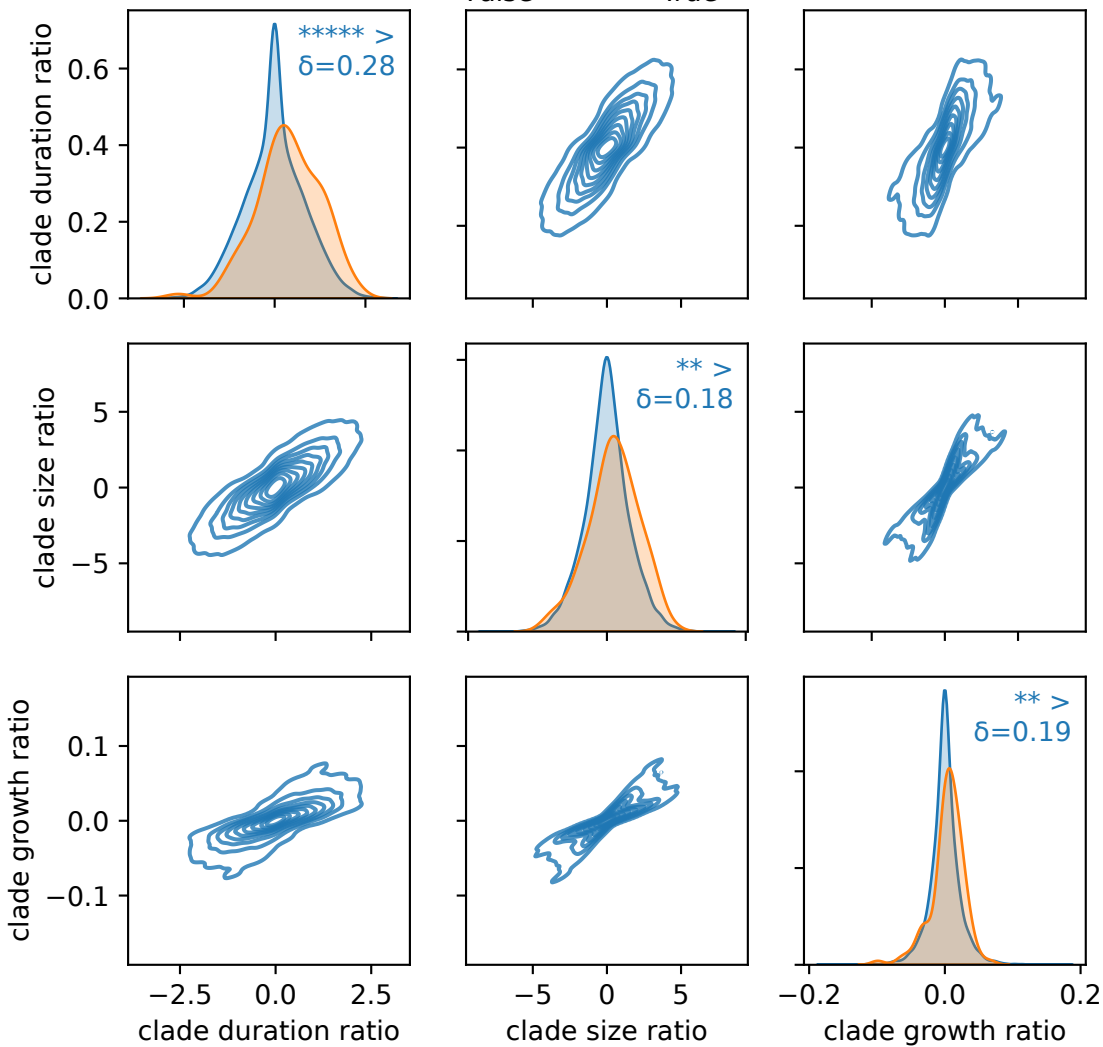 clade duration ratio
0.6
0.4
0.2
0.0
***** >
δ=0.28
clade size ratio
5
0
−5
** >
δ=0.18
clade growth ratio
0.1
0.0
−0.1
** >
δ=0.19
−2.5 0.0 2.5
−5 0 5
−0.2 0.0 0.2
clade duration ratio
clade size ratio
clade growth ratio